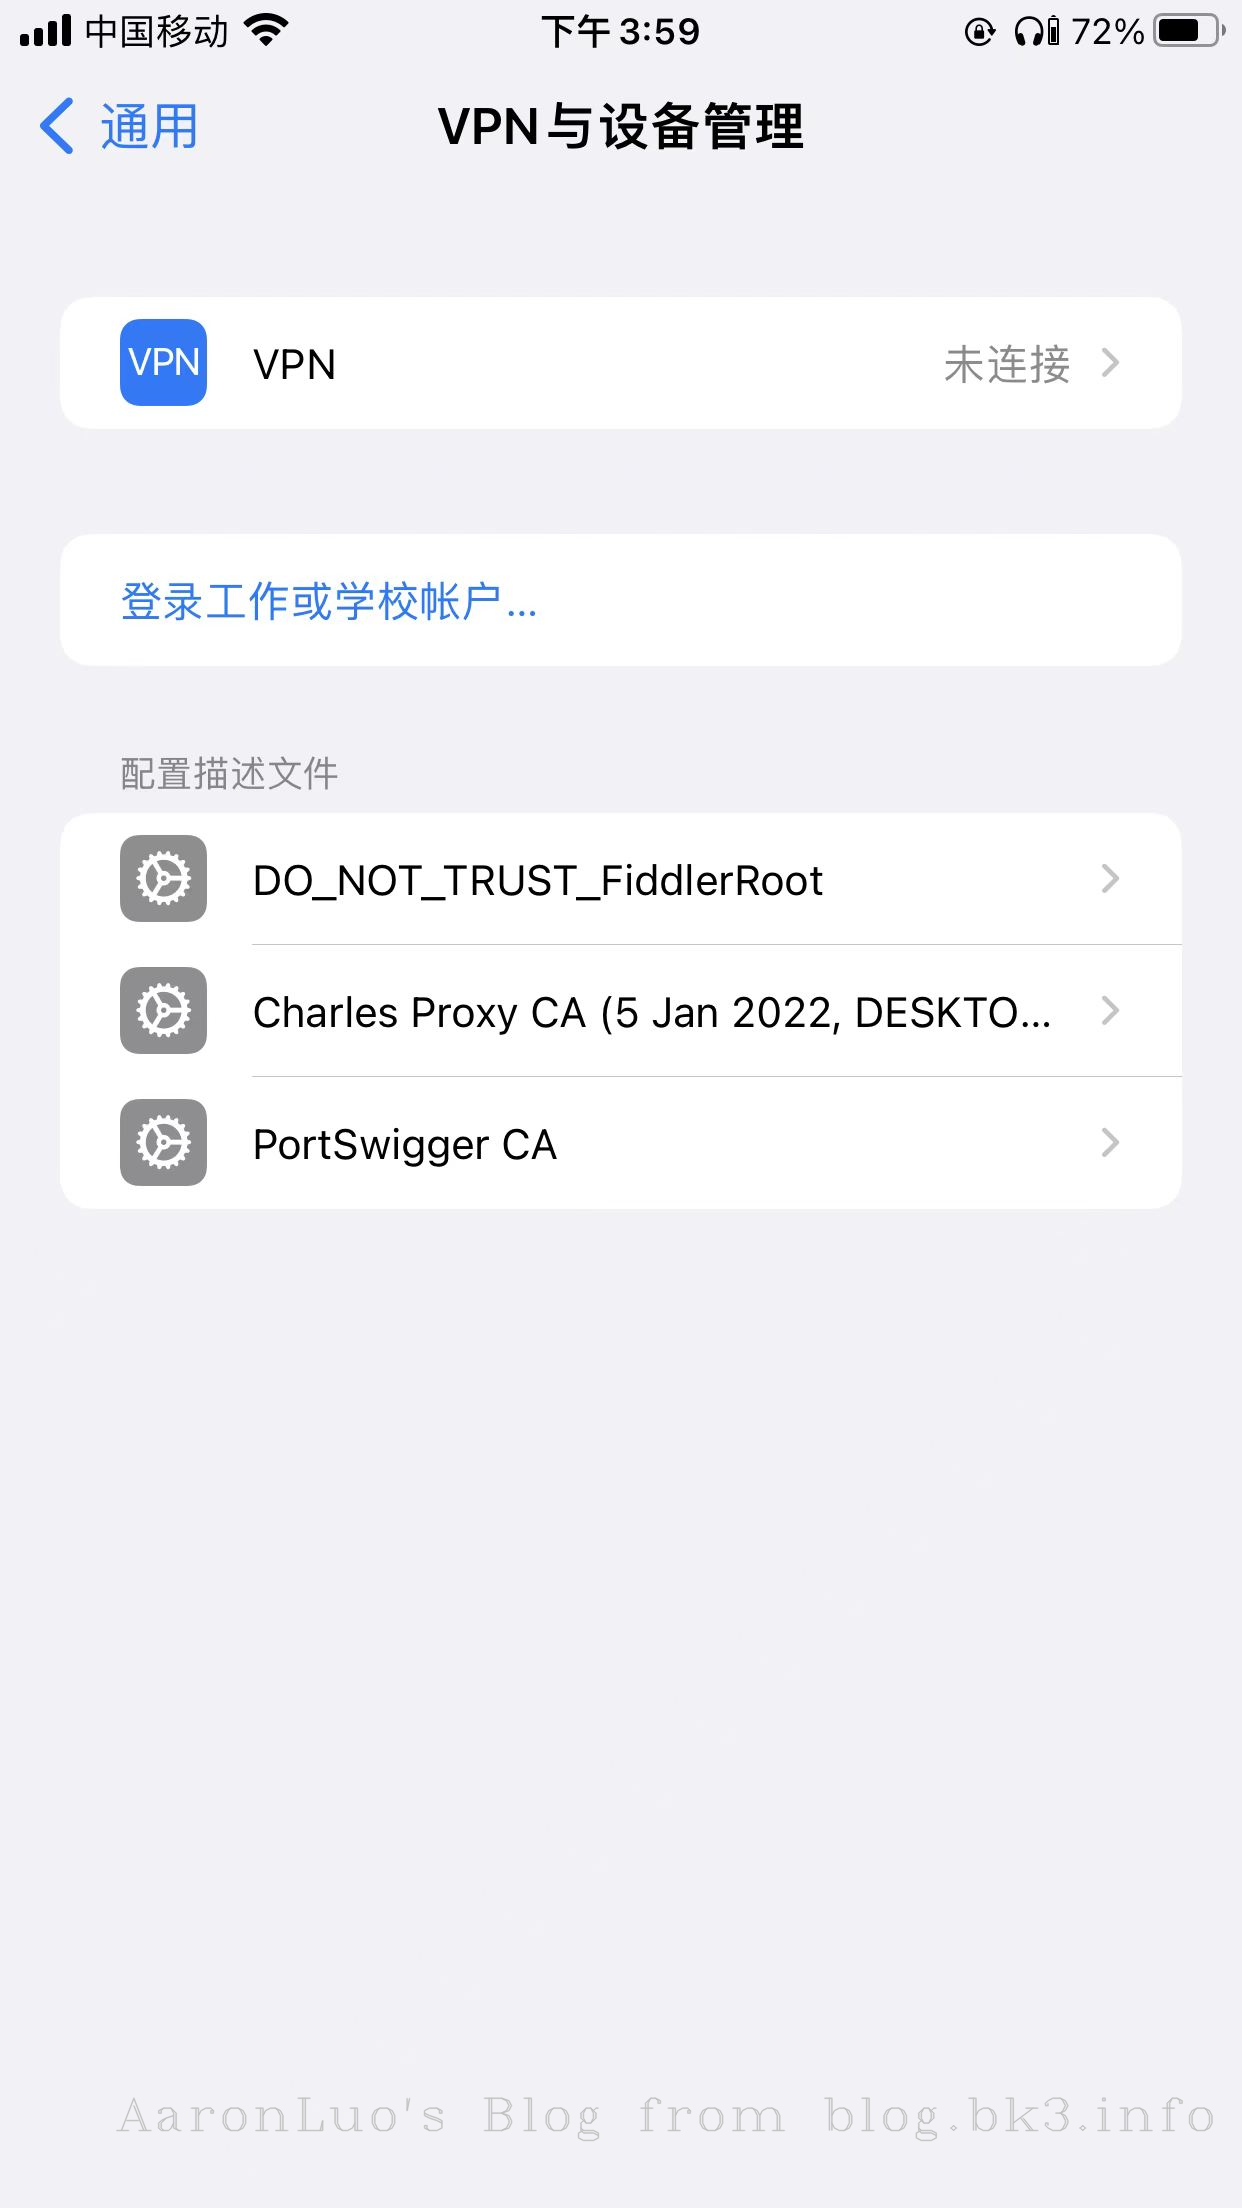 中国移动
下午 3:59
72%
通用
VPN与设备管理
VPN
VPN
未连接
登录工作或学校帐户...
配置描述文件
DO_NOT_TRUST_FiddlerRoot
Charles Proxy CA (5 Jan 2022, DESKTO...
PortSwigger CA
AaronLuo's Blog from blog.bk3.info